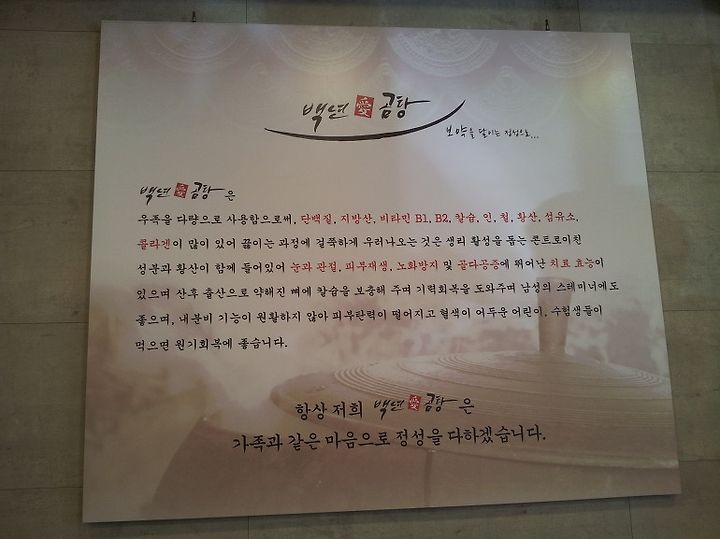 백년 愛 곰탕
보약을 달이는 정성으로...
백년 愛 곰탕 은
우족을 다량으로 사용함으로써, 단백질, 지방산, 비타민 B1, B2, 칼슘, 인, 철, 황산, 섬유소,
콜라겐이 많이 있어 끓이는 과정에 걸쭉하게 우러나오는 것은 생리 활성을 돕는 콘트로이친
성분과 황산이 함께 들어있어 눈과 관절, 피부재생, 노화방지 및 골다공증에 뛰어난 치료 효능이
있으며 산후 출산으로 약해진 뼈에 칼슘을 보충해 주며 기력회복을 도와주며 남성의 스테미너에도
좋으며, 내분비 기능이 원활하지 않아 피부탄력이 떨어지고 혈색이 어두운 어린이, 수험생들이
먹으면 원기회복에 좋습니다.
항상 저희 백년 愛 곰탕 은
가족과 같은 마음으로 정성을 다하겠습니다.